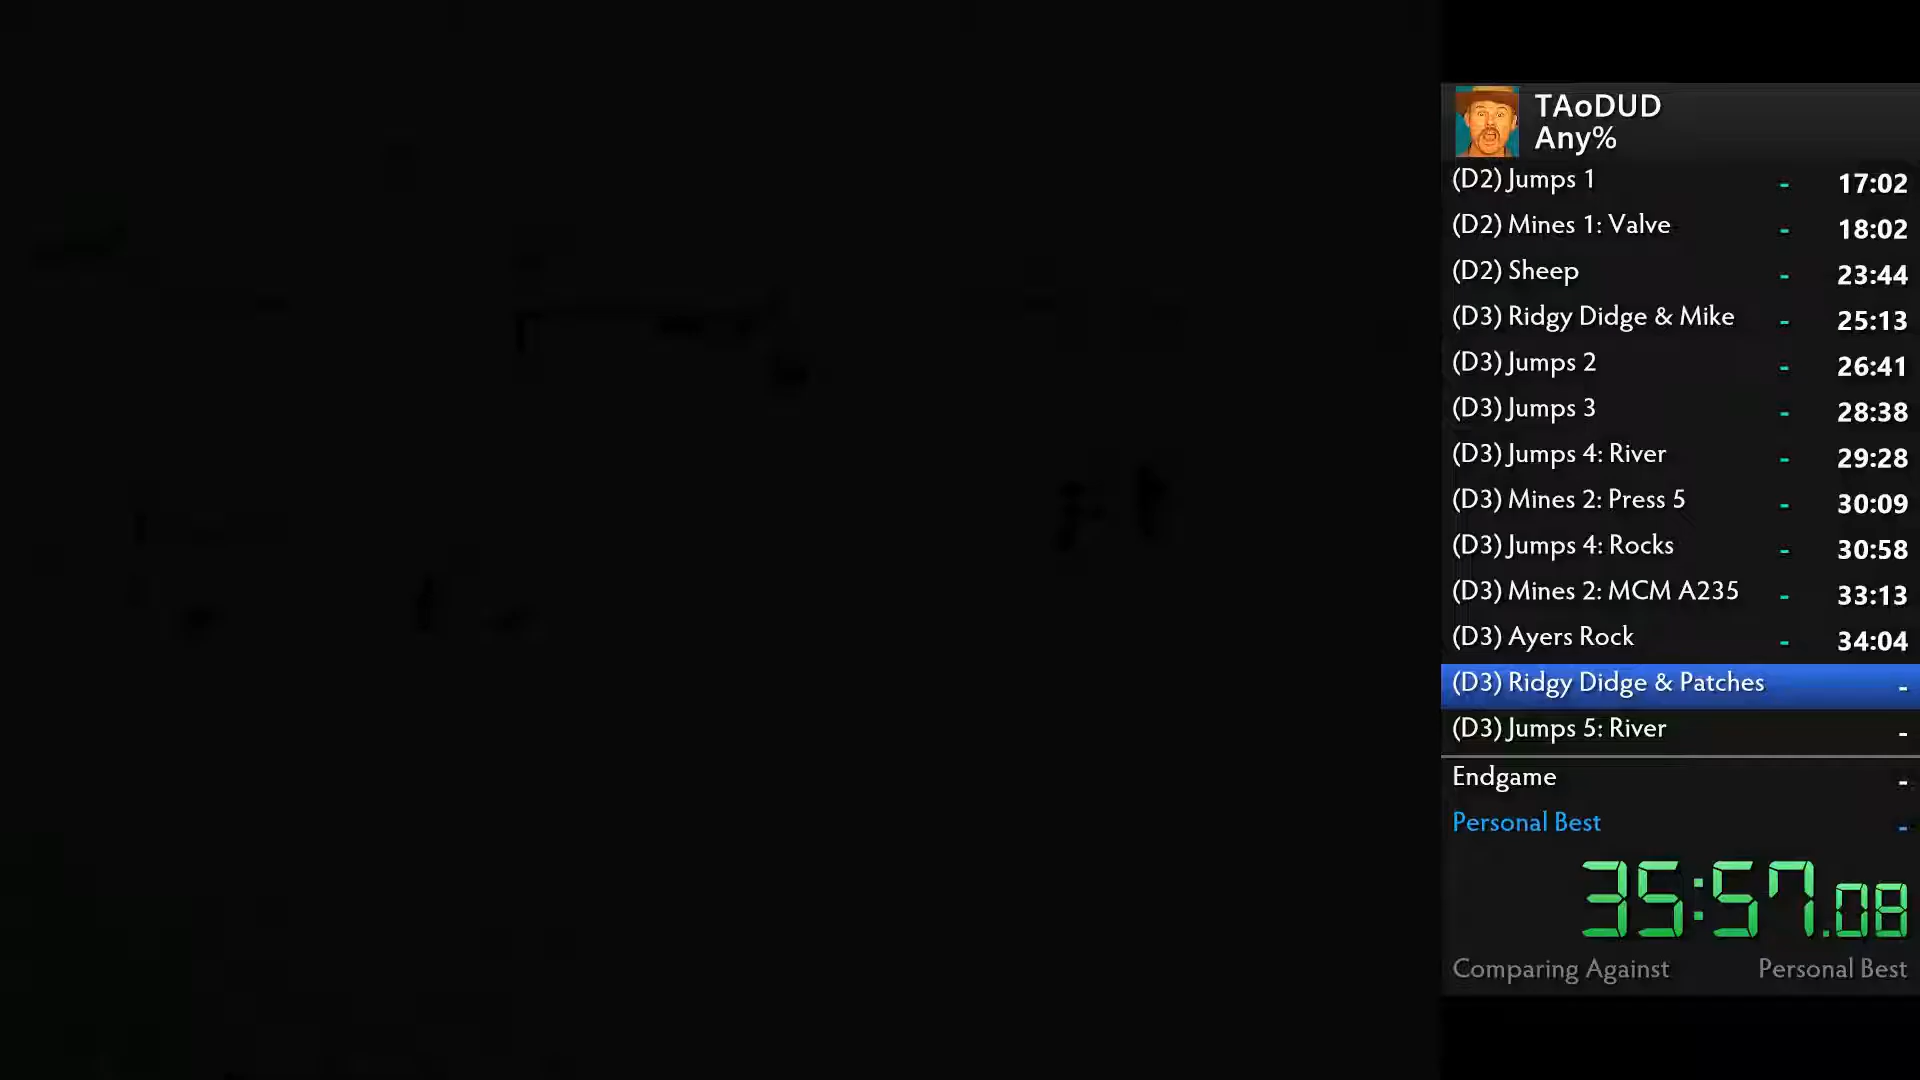 TAoDUD
Any%
(D2) Jumps 1 - 17:02
(D2) Mines 1: Valve - 18:02
(D2) Sheep - 23:44
(D3) Ridgy Didge & Mike - 25:13
(D3) Jumps 2 - 26:41
(D3) Jumps 3 - 28:38
(D3) Jumps 4: River - 29:28
(D3) Mines 2: Press 5 - 30:09
(D3) Jumps 4: Rocks - 30:58
(D3) Mines 2: MCM A235 - 33:13
(D3) Ayers Rock - 34:04
(D3) Ridgy Didge & Patches -
(D3) Jumps 5: River -
Endgame -
Personal Best -
35:57.08
Comparing Against Personal Best